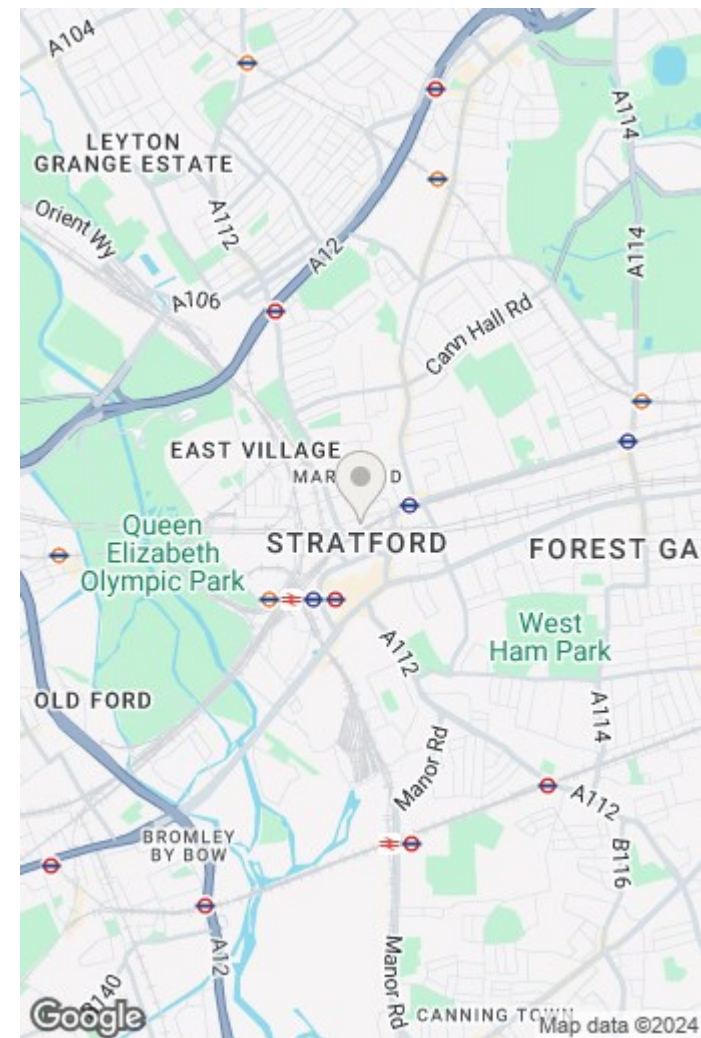 A104
LEYTON
GRANGE ESTATE
A114
Orient Wy
A112
A12
A114
A106
Cann Hall Rd
EAST VILLAGE
MAR
D
Queen
Elizabeth
Olympic Park
STRATFORD
FOREST GA
West
Ham Park
A112
OLD FORD
A114
Manor Rd
A112
BROMLEY
BY BOW
B116
A12
Manor Rd
B140
CANNING TOWN
Google
Map data ©2024